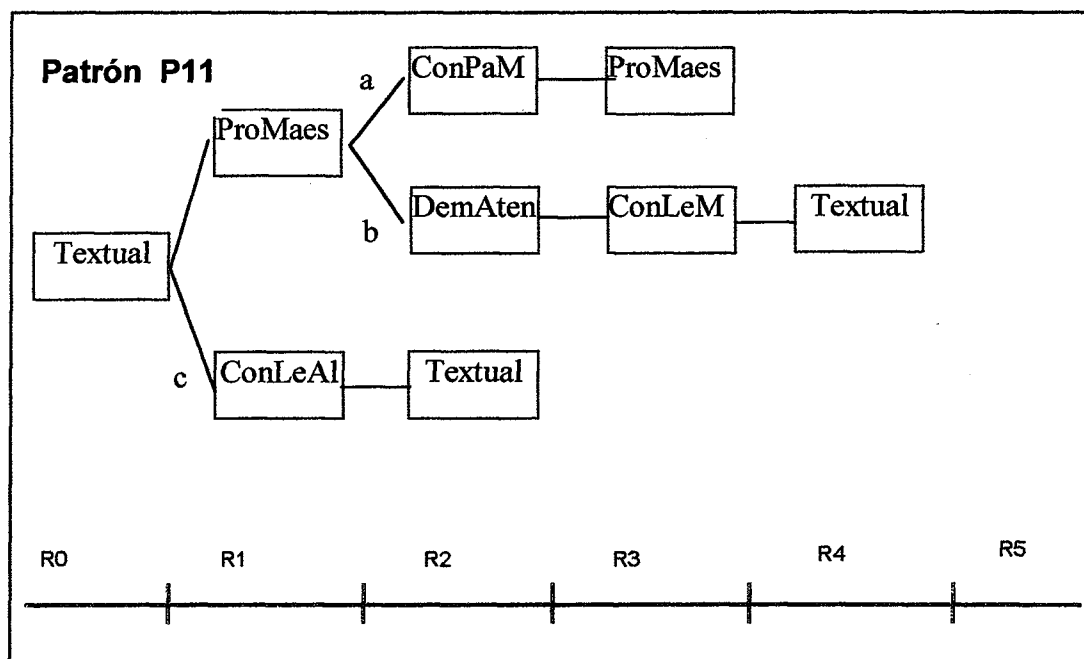 Patrón P11
a
ConPaM
ProMaes
ProMaes
b
DemAten
ConLeM
Textual
Textual
c
ConLeAl
Textual
R0
R1
R2
R3
R4
R5